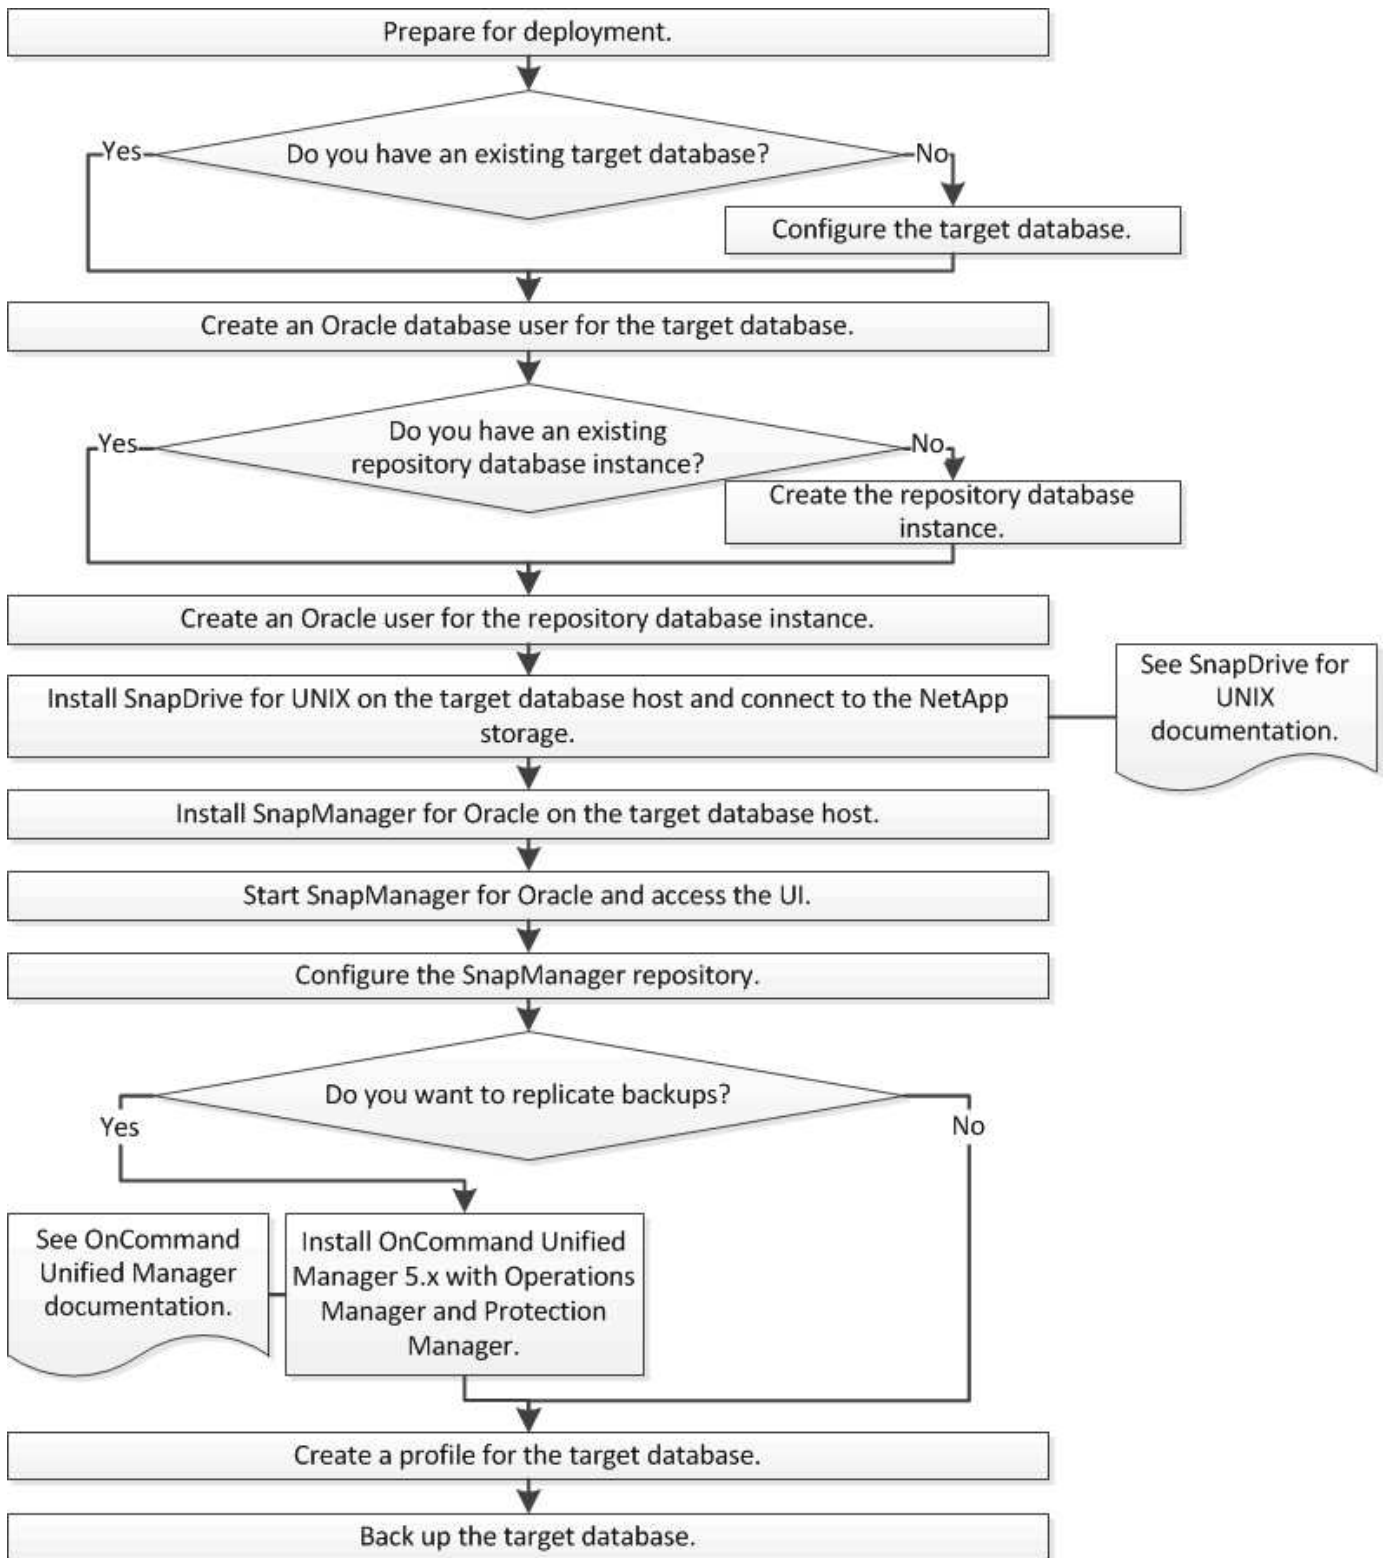 Prepare for deployment.
Yes
Do you have an existing target database?
No
Configure the target database.
Create an Oracle database user for the target database.
Yes
Do you have an existing
repository database instance?
No
Create the repository database
instance.
Create an Oracle user for the repository database instance.
Install SnapDrive for UNIX on the target database host and connect to the NetApp
storage.
See SnapDrive for
UNIX
documentation.
Install SnapManager for Oracle on the target database host.
Start SnapManager for Oracle and access the UI.
Configure the SnapManager repository.
Do you want to replicate backups?
Yes
No
See OnCommand
Unified Manager
documentation.
Install OnCommand Unified
Manager 5.x with Operations
Manager and Protection
Manager.
Create a profile for the target database.
Back up the target database.